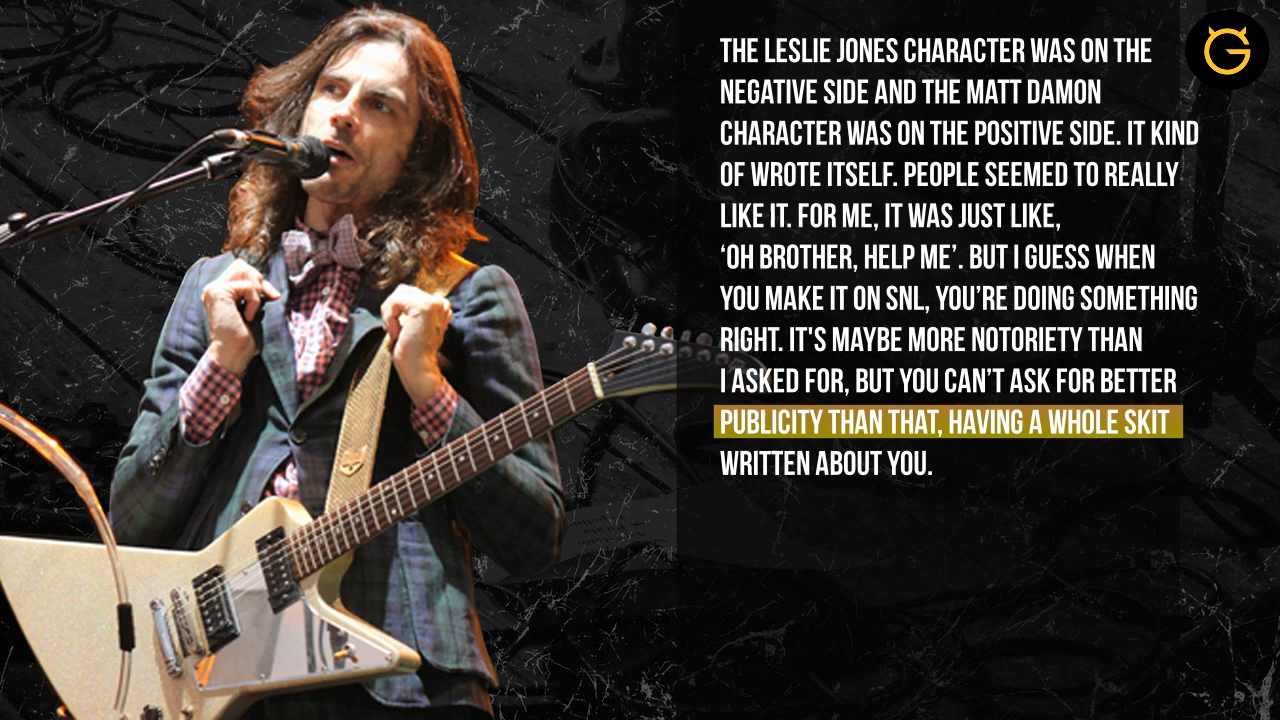 THE LESLIE JONES CHARACTER WAS ON THE
NEGATIVE SIDE AND THE MATT DAMON
CHARACTER WAS ON THE POSITIVE SIDE. IT KIND
OF WROTE ITSELF. PEOPLE SEEMED TO REALLY
LIKE IT. FOR ME, IT WAS JUST LIKE,
‘OH BROTHER, HELP ME’. BUT I GUESS WHEN
YOU MAKE IT ON SNL, YOU’RE DOING SOMETHING
RIGHT. IT'S MAYBE MORE NOTORIETY THAN
I ASKED FOR, BUT YOU CAN’T ASK FOR BETTER
PUBLICITY THAN THAT, HAVING A WHOLE SKIT
WRITTEN ABOUT YOU.
G